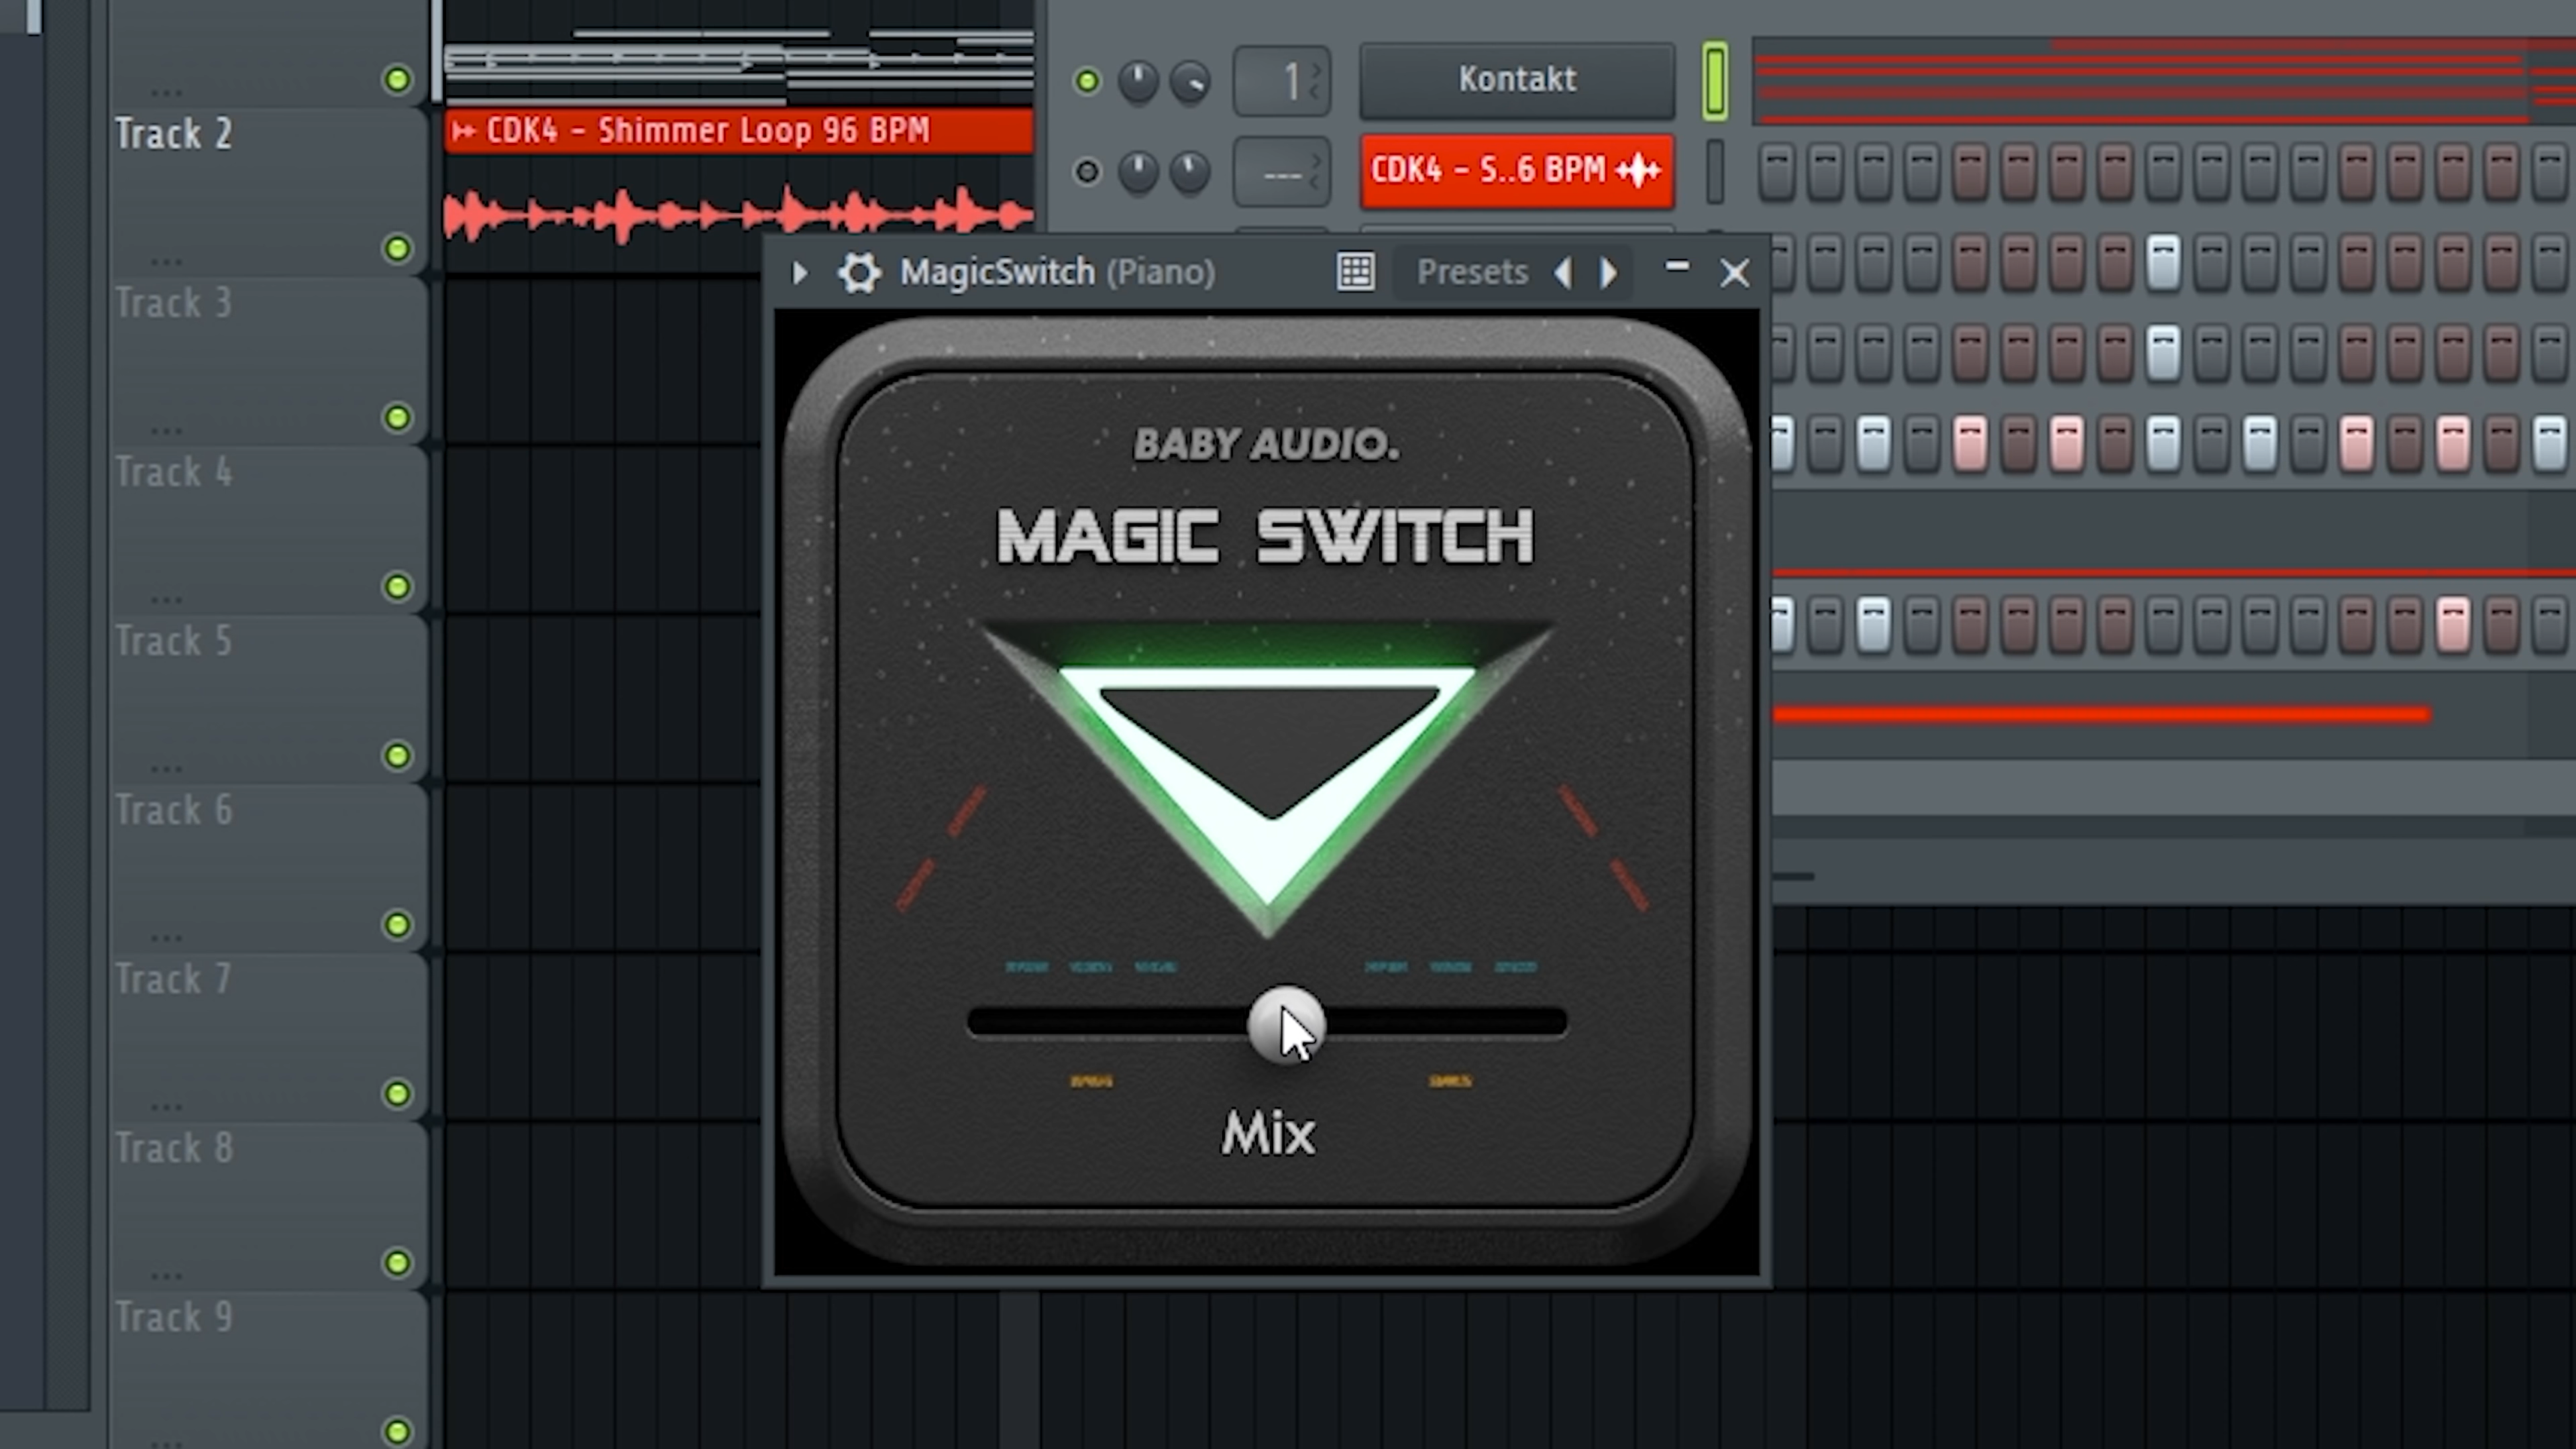 Track 2
CDK4 - Shimmer Loop 96 BPM
1
Kontakt
---
CDK4 - S..6 BPM
MagicSwitch (Piano)
Presets
BABY AUDIO.
MAGIC SWITCH
Mix
Track 3
Track 4
Track 5
Track 6
Track 7
Track 8
Track 9